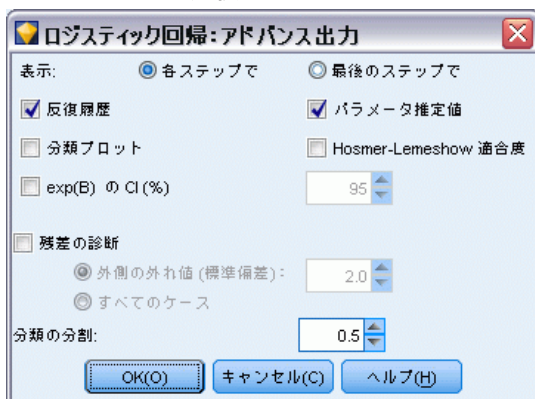 ロジスティック回帰：アドバンス出力
表示: 各ステップで 最後のステップで
反復履歴 パラメータ推定値
分類プロット Hosmer-Lemeshow 適合度
exp(B) の CI (%) 95
残差の診断
外側の外れ値 (標準偏差): 2.0
すべてのケース
分類の分割: 0.5
OK(O) キャンセル(C) ヘルプ(H)